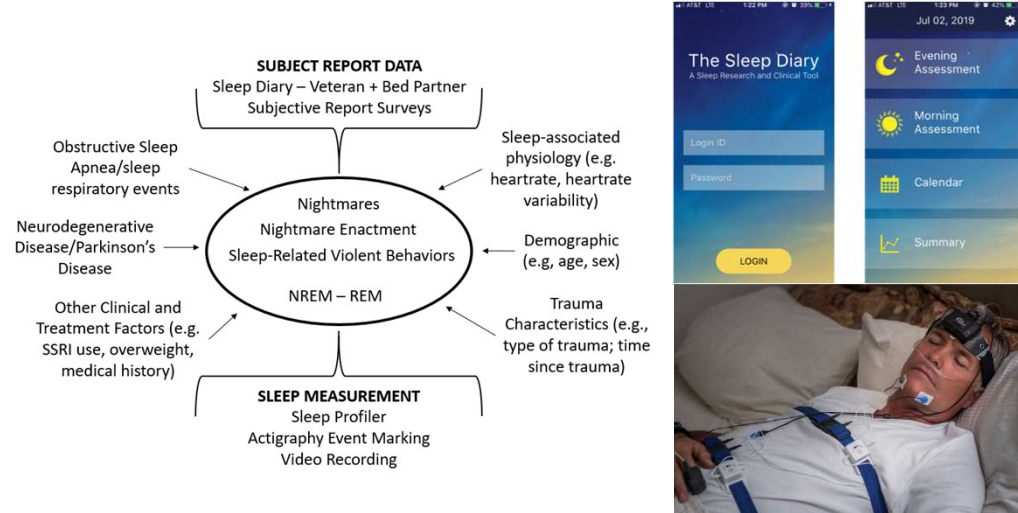 SUBJECT REPORT DATA
Sleep Diary – Veteran + Bed Partner
Subjective Report Surveys
Obstructive Sleep
Apnea/sleep
respiratory events
Neurodegenerative
Disease/Parkinson's
Disease
Other Clinical and
Treatment Factors (e.g.
SSRI use, overweight,
medical history)
Nightmares
Nightmare Enactment
Sleep-Related Violent Behaviors
NREM – REM
Sleep-associated
physiology (e.g.
heartrate, heartrate
variability)
Demographic
(e.g, age, sex)
Trauma
Characteristics (e.g.,
type of trauma; time
since trauma)
SLEEP MEASUREMENT
Sleep Profiler
Actigraphy Event Marking
Video Recording
AT&T LTE 1:22 PM 39%
The Sleep Diary
A Sleep Research and Clinical Tool
Login ID
Password
LOGIN
AT&T LTE 1:23 PM 42%
Jul 02, 2019
Evening
Assessment
Morning
Assessment
Calendar
Summary